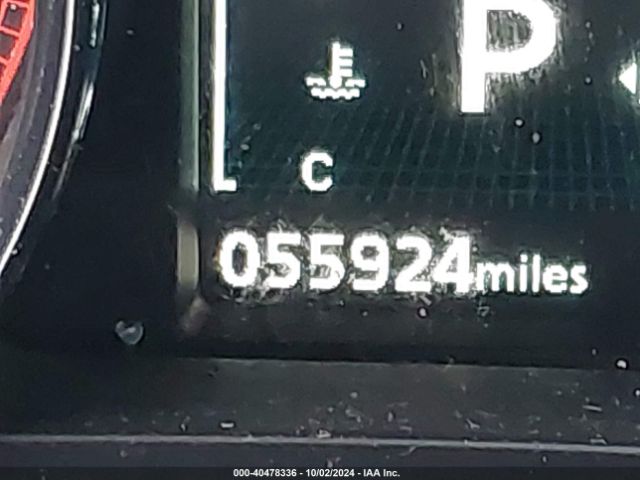 P
C
055924miles
000-40478336 - 10/02/2024 - IAA Inc.